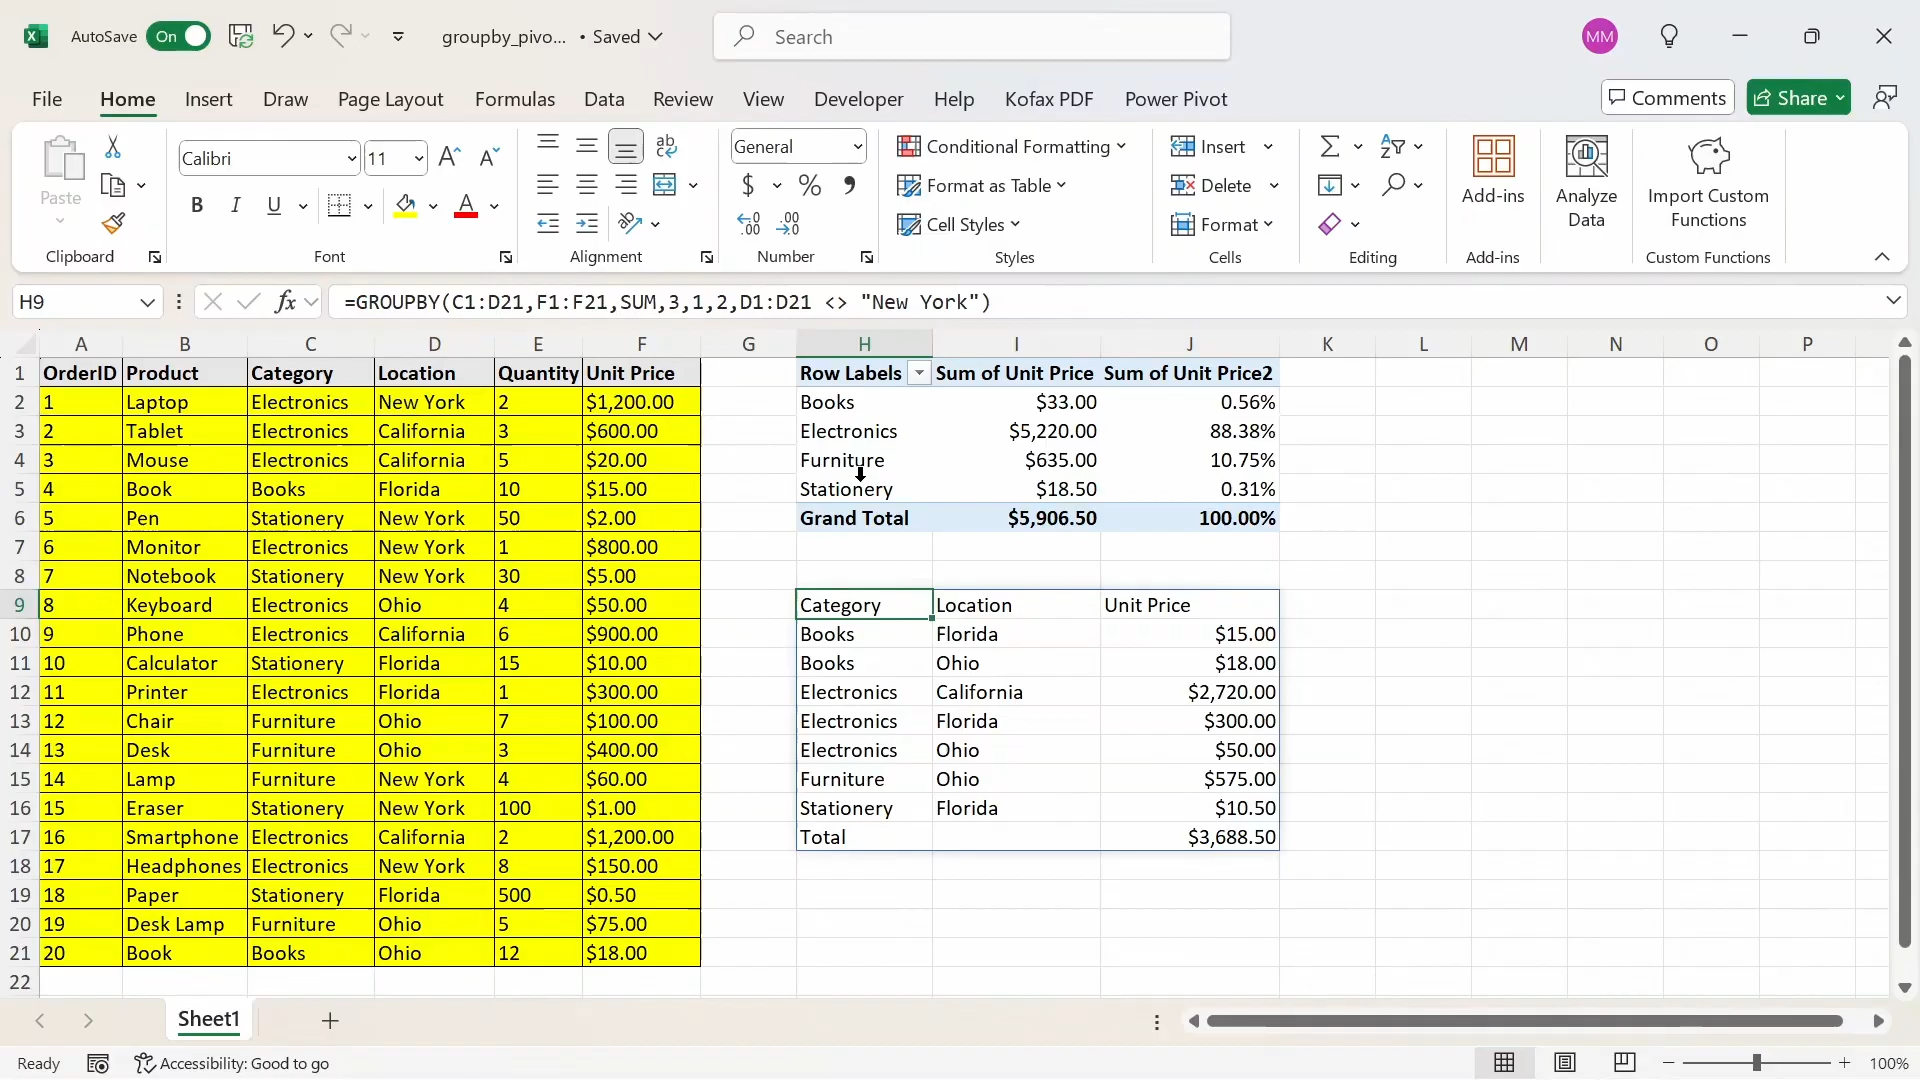 AutoSave On groupby_pivo... • Saved Search MM
File Home Insert Draw Page Layout Formulas Data Review View Developer Help Kofax PDF Power Pivot Comments Share
Paste
Calibri 11
B I U A
ab
General
$ % 9
Conditional Formatting
Format as Table
Cell Styles
Insert
Delete
Format
Add-ins
Analyze Data
Import Custom Functions
Clipboard Font Alignment Number Styles Cells Editing Add-ins Custom Functions
H9 fx =GROUPBY(C1:D21,F1:F21,SUM,3,1,2,D1:D21 <> "New York")
A B C D E F G H I J K L M N O P
1 OrderID Product Category Location Quantity Unit Price Row Labels Sum of Unit Price Sum of Unit Price2
2 1 Laptop Electronics New York 2 $1,200.00 Books $33.00 0.56%
3 2 Tablet Electronics California 3 $600.00 Electronics $5,220.00 88.38%
4 3 Mouse Electronics California 5 $20.00 Furniture $635.00 10.75%
5 4 Book Books Florida 10 $15.00 Stationery $18.50 0.31%
6 5 Pen Stationery New York 50 $2.00 Grand Total $5,906.50 100.00%
7 6 Monitor Electronics New York 1 $800.00
8 7 Notebook Stationery New York 30 $5.00
9 8 Keyboard Electronics Ohio 4 $50.00 Category Location Unit Price
10 9 Phone Electronics California 6 $900.00 Books Florida $15.00
11 10 Calculator Stationery Florida 15 $10.00 Books Ohio $18.00
12 11 Printer Electronics Florida 1 $300.00 Electronics California $2,720.00
13 12 Chair Furniture Ohio 7 $100.00 Electronics Florida $300.00
14 13 Desk Furniture Ohio 3 $400.00 Electronics Ohio $50.00
15 14 Lamp Furniture New York 4 $60.00 Furniture Ohio $575.00
16 15 Eraser Stationery New York 100 $1.00 Stationery Florida $10.50
17 16 Smartphone Electronics California 2 $1,200.00 Total $3,688.50
18 17 Headphones Electronics New York 8 $150.00
19 18 Paper Stationery Florida 500 $0.50
20 19 Desk Lamp Furniture Ohio 5 $75.00
21 20 Book Books Ohio 12 $18.00
22
Sheet1
Ready Accessibility: Good to go 100%